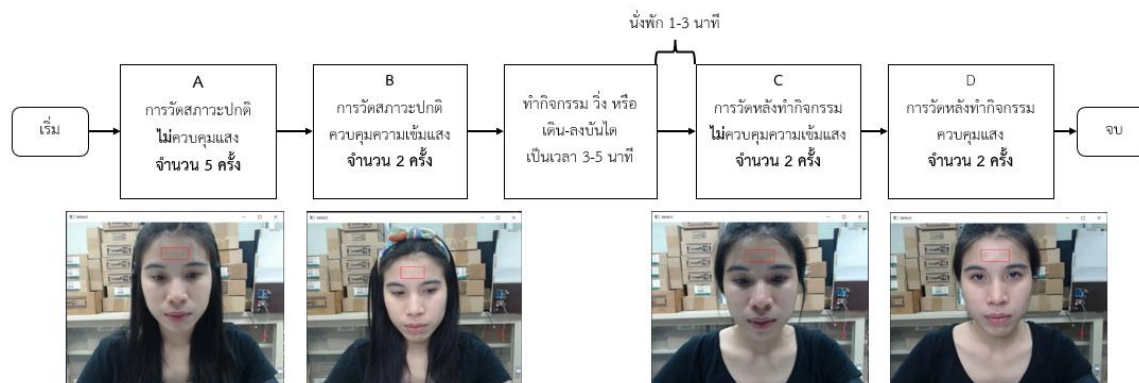 นั่งพัก 1-3 นาที
เริ่ม
A
การวัดสภาวะปกติ
ไม่ควบคุมแสง
จำนวน 5 ครั้ง
B
การวัดสภาวะปกติ
ควบคุมความเข้มแสง
จำนวน 2 ครั้ง
ทำกิจกรรม วิ่ง หรือ
เดิน-ลงบันได
เป็นเวลา 3-5 นาที
C
การวัดหลังทำกิจกรรม
ไม่ควบคุมความเข้มแสง
จำนวน 2 ครั้ง
D
การวัดหลังทำกิจกรรม
ควบคุมแสง
จำนวน 2 ครั้ง
จบ